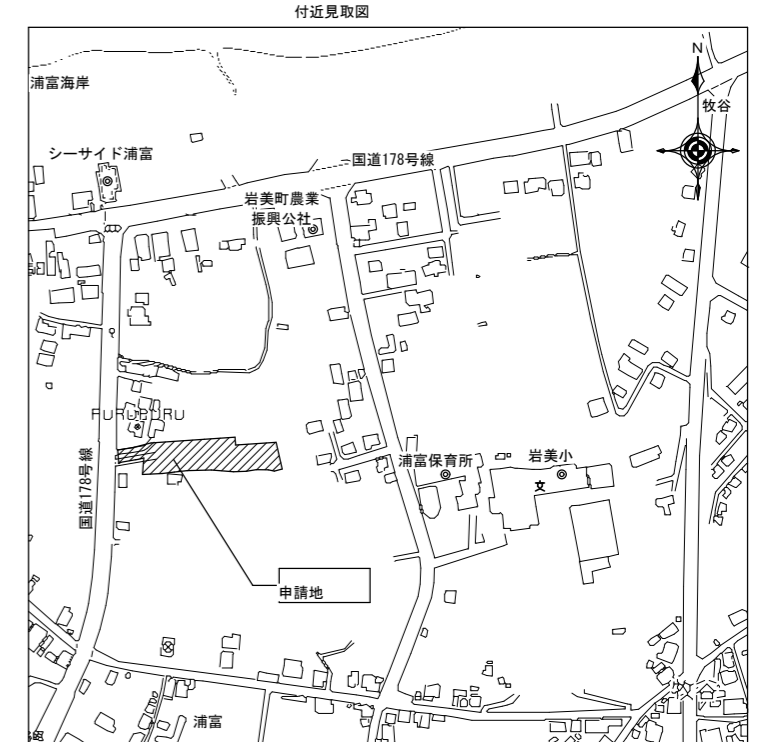 付近見取図
N
浦富海岸
牧谷
シーサイド浦富
国道178号線
岩美町農業
振興公社
FURUBURU
国道178号線
浦富保育所
岩美小
文
申請地
牧谷
浦富